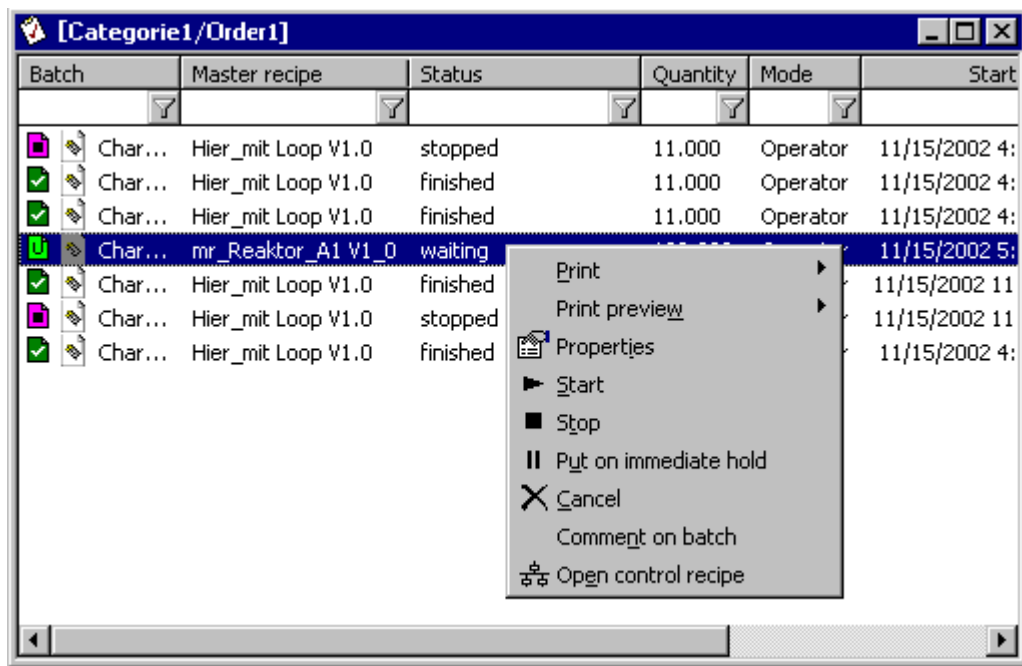 [Categorie1/Order1]
Batch Master recipe Status Quantity Mode Start
Char... Hier_mit Loop V1.0 stopped 11.000 Operator 11/15/2002 4:
Char... Hier_mit Loop V1.0 finished 11.000 Operator 11/15/2002 4:
Char... Hier_mit Loop V1.0 finished 11.000 Operator 11/15/2002 4:
Char... mr_Reaktor_A1 V1_0 waiting 11/15/2002 5:
Char... Hier_mit Loop V1.0 finished 11/15/2002 11
Char... Hier_mit Loop V1.0 stopped 11/15/2002 11
Char... Hier_mit Loop V1.0 finished 11/15/2002 4:
Print
Print preview
Properties
Start
Stop
Put on immediate hold
Cancel
Comment on batch
Open control recipe